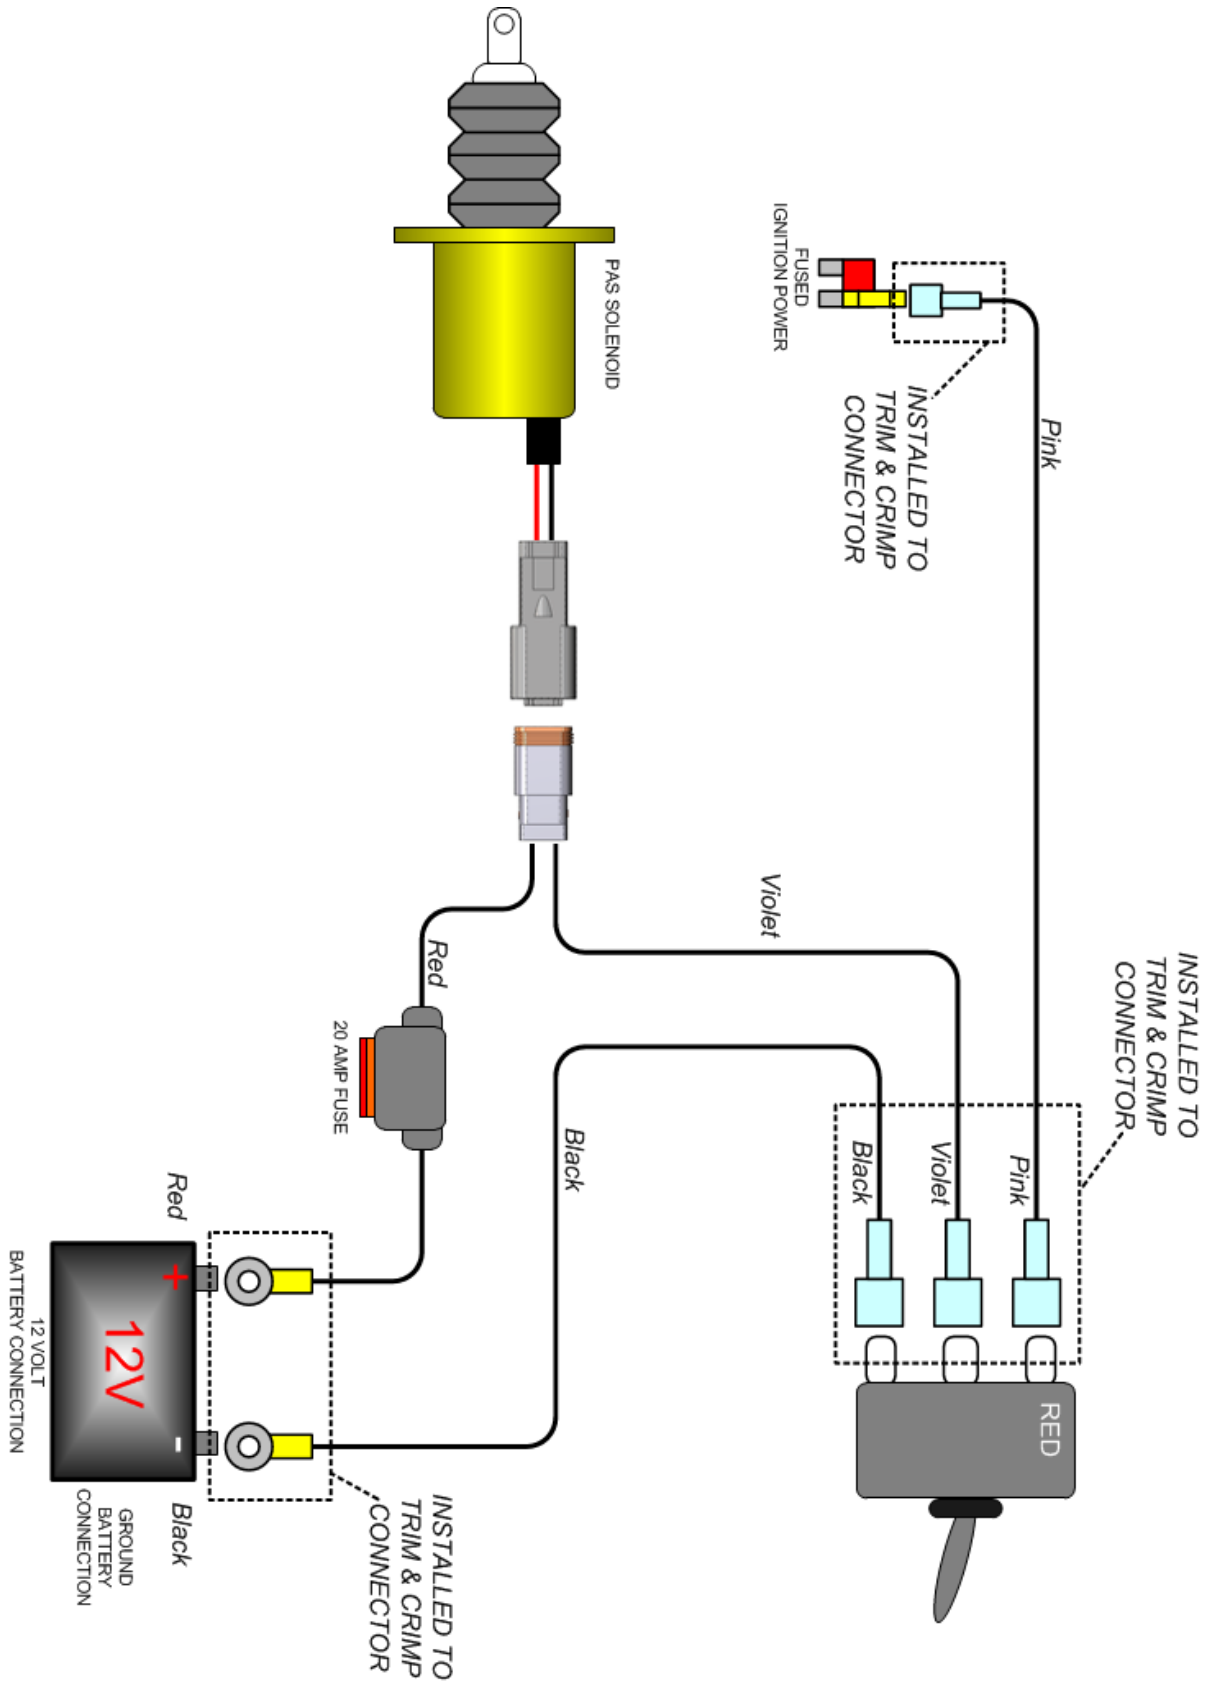 INSTALLED TO
TRIM & CRIMP
CONNECTOR
RED
Pink
Violet
Black
Pink
INSTALLED TO
TRIM & CRIMP
CONNECTOR
FUSED
IGNITION POWER
Violet
PAS SOLENOID
Black
Red
20 AMP FUSE
INSTALLED TO
TRIM & CRIMP
CONNECTOR
Red
Black
+
-
12V
12 VOLT
BATTERY CONNECTION
GROUND
BATTERY
CONNECTION